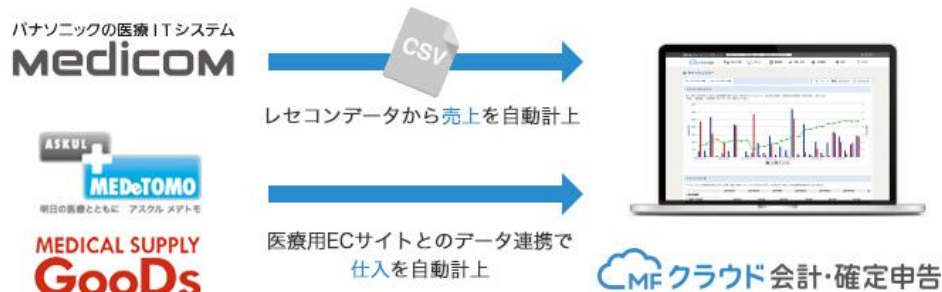 パナソニックの医療ITシステム
Medicom
CSV
レセコンデータから売上を自動計上
ASKUL
MEDeTOMO
明日の医療とともに アスクル メデトモ
医療用ECサイトとのデータ連携で
仕入を自動計上
MEDICAL SUPPLY
GooDs
MFクラウド 会計・確定申告